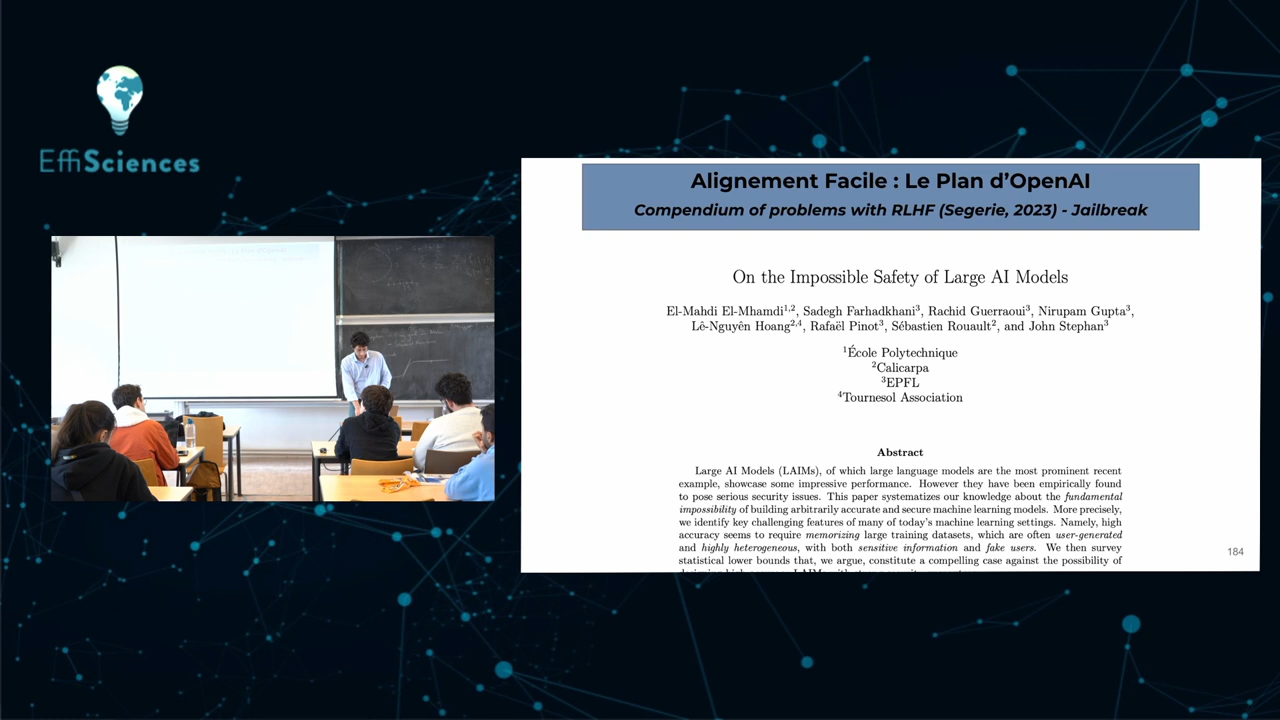 EffiSciences
Alignement Facile : Le Plan d'OpenAI
Compendium of problems with RLHF (Segerie, 2023) - Jailbreak
On the Impossible Safety of Large AI Models
El-Mahdi El-Mhamdi1,2, Sadegh Farhadkhani3, Rachid Guerraoui3, Nirupam Gupta3,
Lê-Nguyên Hoang2,4, Rafaël Pinot3, Sébastien Rouault2, and John Stephan3
1École Polytechnique
2Calicarpa
3EPFL
4Tournesol Association
Abstract
Large AI Models (LAIMs), of which large language models are the most prominent recent
example, showcase some impressive performance. However they have been empirically found
to pose serious security issues. This paper systematizes our knowledge about the fundamental
impossibility of building arbitrarily accurate and secure machine learning models. More precisely,
we identify key challenging features of many of today's machine learning settings. Namely, high
accuracy seems to require memorizing large training datasets, which are often user-generated
and highly heterogeneous, with both sensitive information and fake users. We then survey
statistical lower bounds that, we argue, constitute a compelling case against the possibility of
184